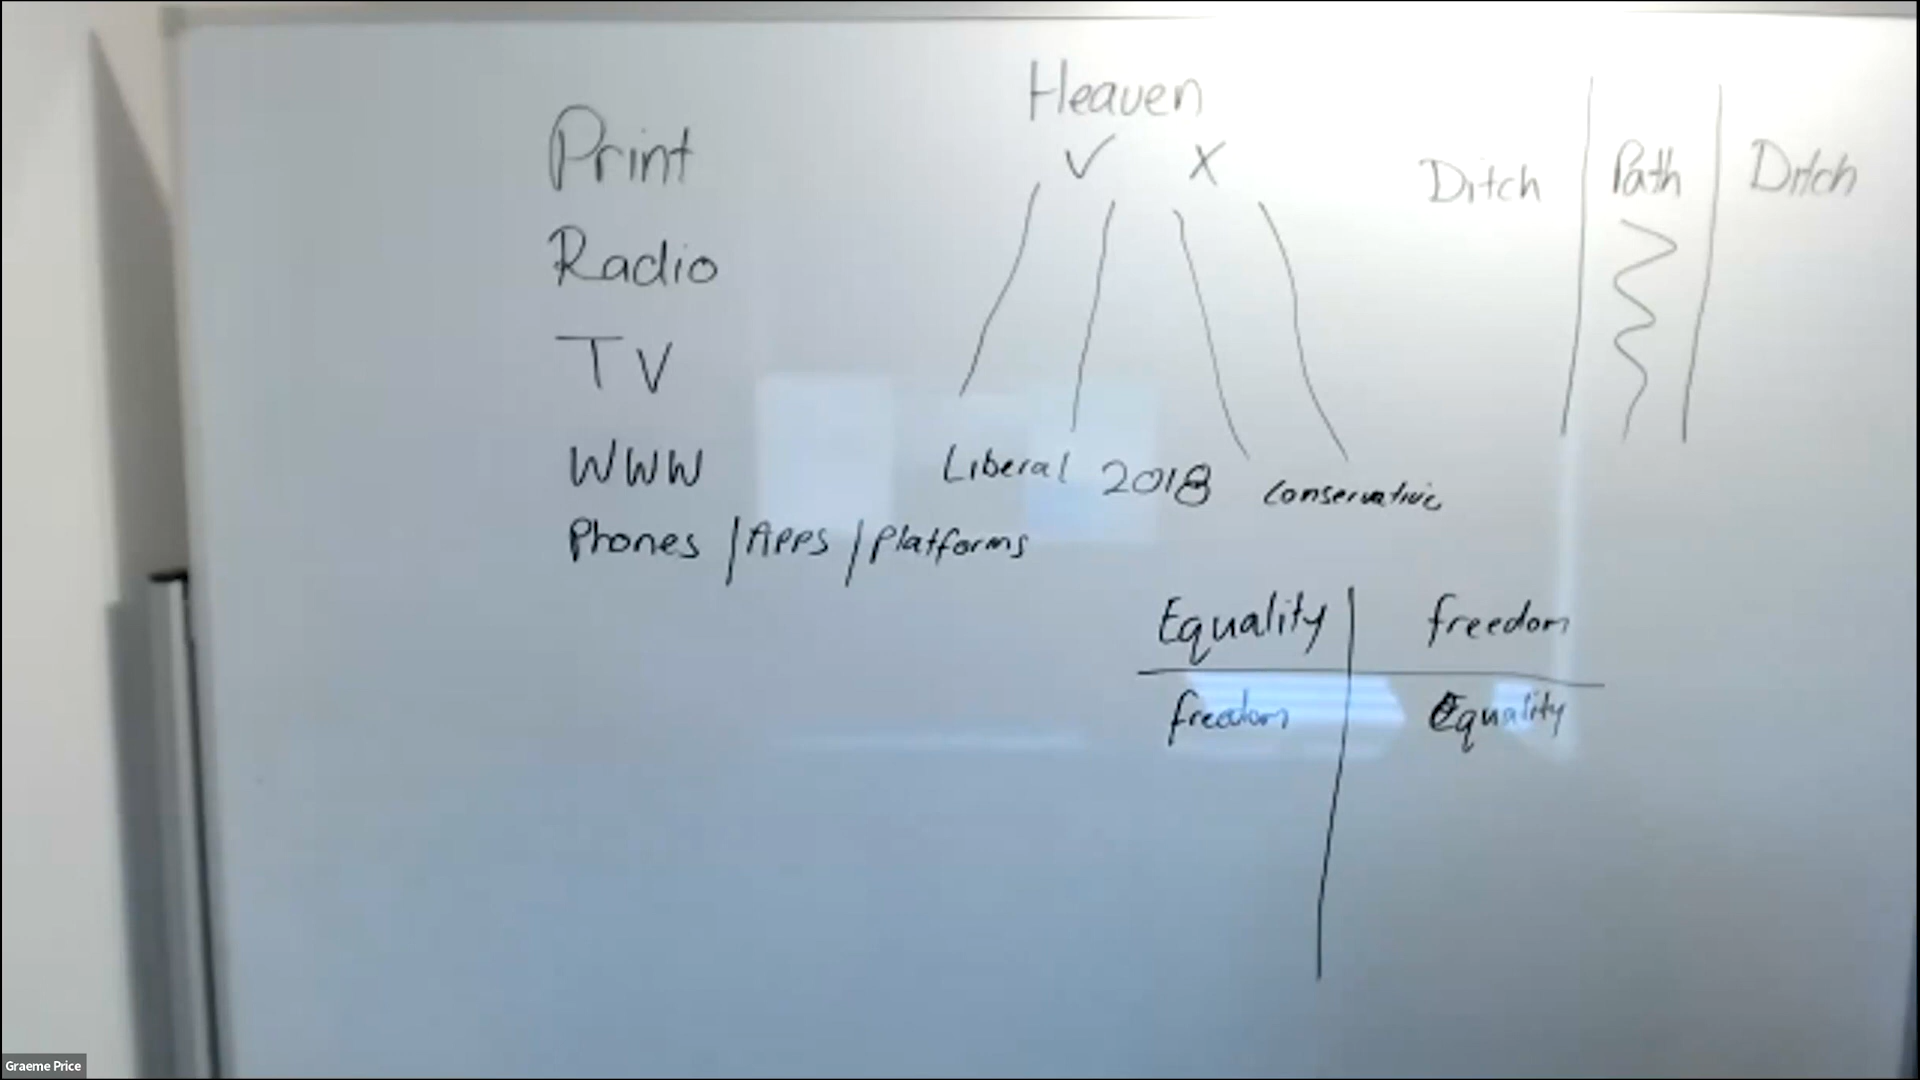 Heaven
Print
✓ X
Ditch Path Ditch
Radio
TV
WWW
Liberal 2018 conservative
Phones / Apps / Platforms
Equality freedom
freedom Equality
Graeme Price